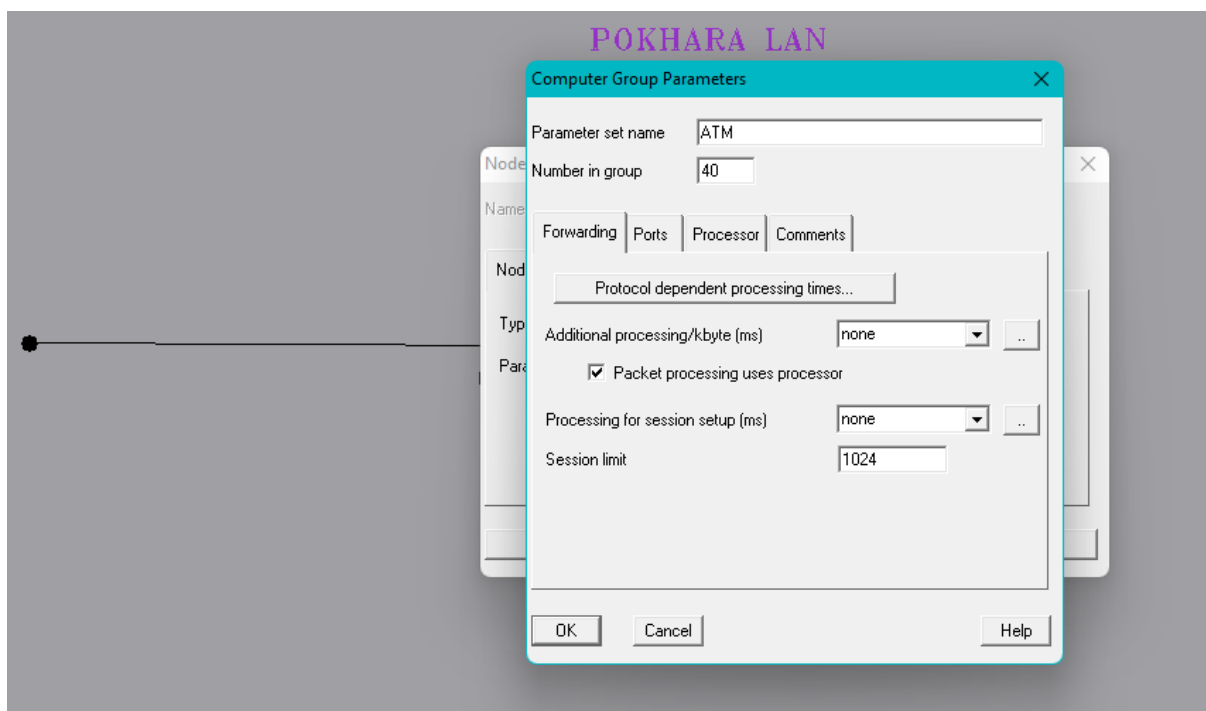 POKHARA LAN
Computer Group Parameters
Parameter set name ATM
Node
Number in group 40
Name
Forwarding Ports Processor Comments
Nod
Protocol dependent processing times...
Typ
Additional processing/kbyte (ms) none ..
Para
Packet processing uses processor
Processing for session setup (ms) none ..
Session limit 1024
OK Cancel Help